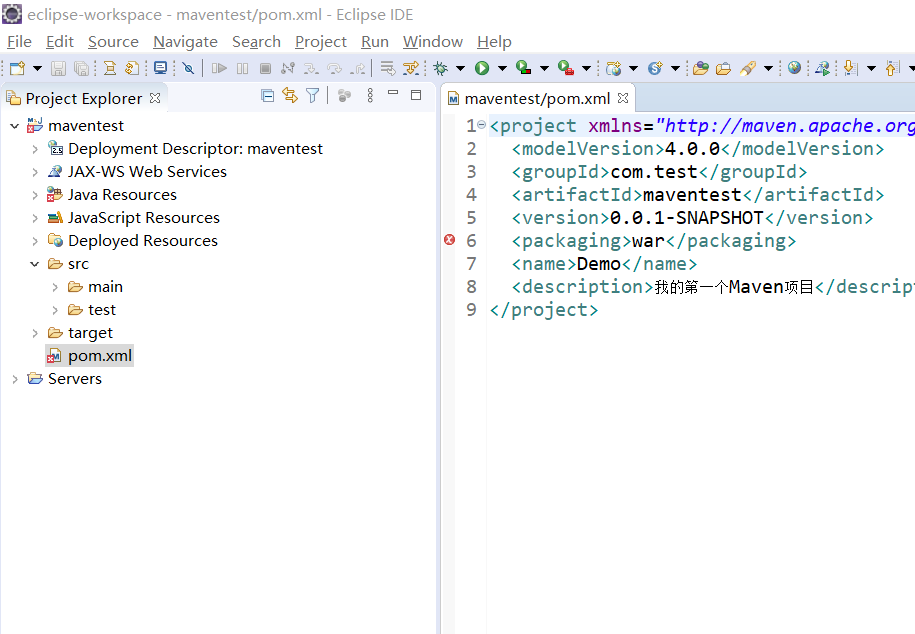 eclipse-workspace - maventest/pom.xml - Eclipse IDE
File Edit Source Navigate Search Project Run Window Help
Project Explorer
maventest
Deployment Descriptor: maventest
JAX-WS Web Services
Java Resources
JavaScript Resources
Deployed Resources
src
main
test
target
pom.xml
Servers
maventest/pom.xml
1 <project xmlns="http://maven.apache.org
2 <modelVersion>4.0.0</modelVersion>
3 <groupId>com.test</groupId>
4 <artifactId>maventest</artifactId>
5 <version>0.0.1-SNAPSHOT</version>
6 <packaging>war</packaging>
7 <name>Demo</name>
8 <description>我的第一个Maven项目</descript
9 </project>